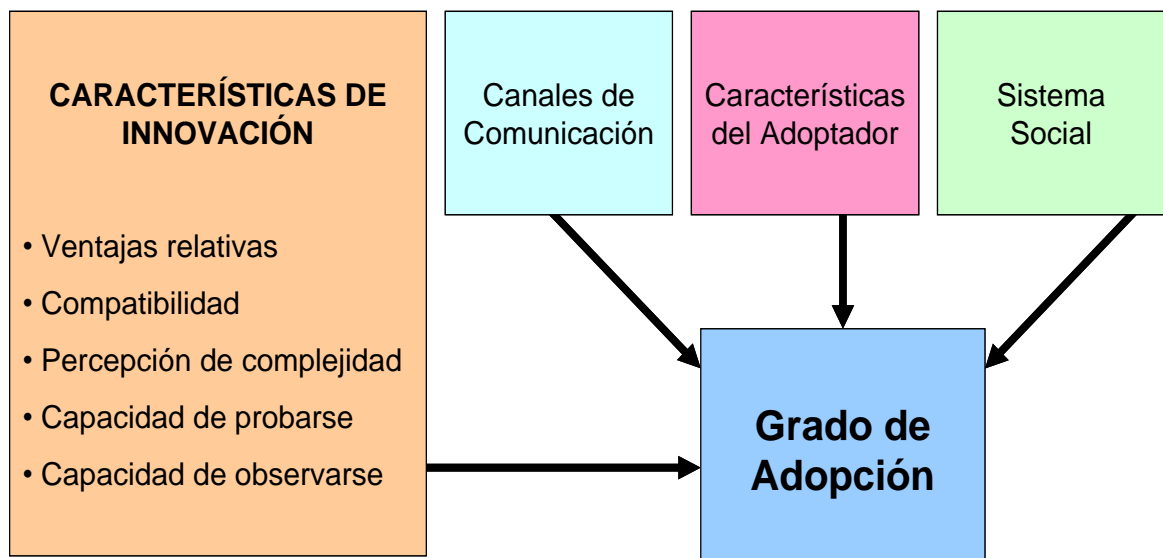 CARACTERÍSTICAS DE
INNOVACIÓN
• Ventajas relativas
• Compatibilidad
• Percepción de complejidad
• Capacidad de probarse
• Capacidad de observarse
Canales de
Comunicación
Características
del Adoptador
Sistema
Social
Grado de
Adopción